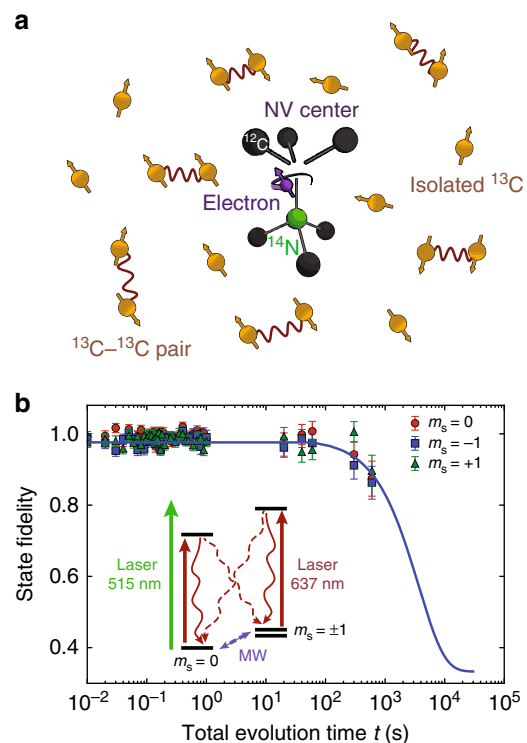 a
NV center
¹²C
Electron
Isolated ¹³C
¹⁴N
¹³C–¹³C pair
b
1.0
0.8
0.6
0.4
State fidelity
mₛ = 0
mₛ = −1
mₛ = +1
Laser
515 nm
Laser
637 nm
mₛ = ±1
mₛ = 0
MW
10⁻² 10⁻¹ 10⁰ 10¹ 10² 10³ 10⁴ 10⁵
Total evolution time t (s)